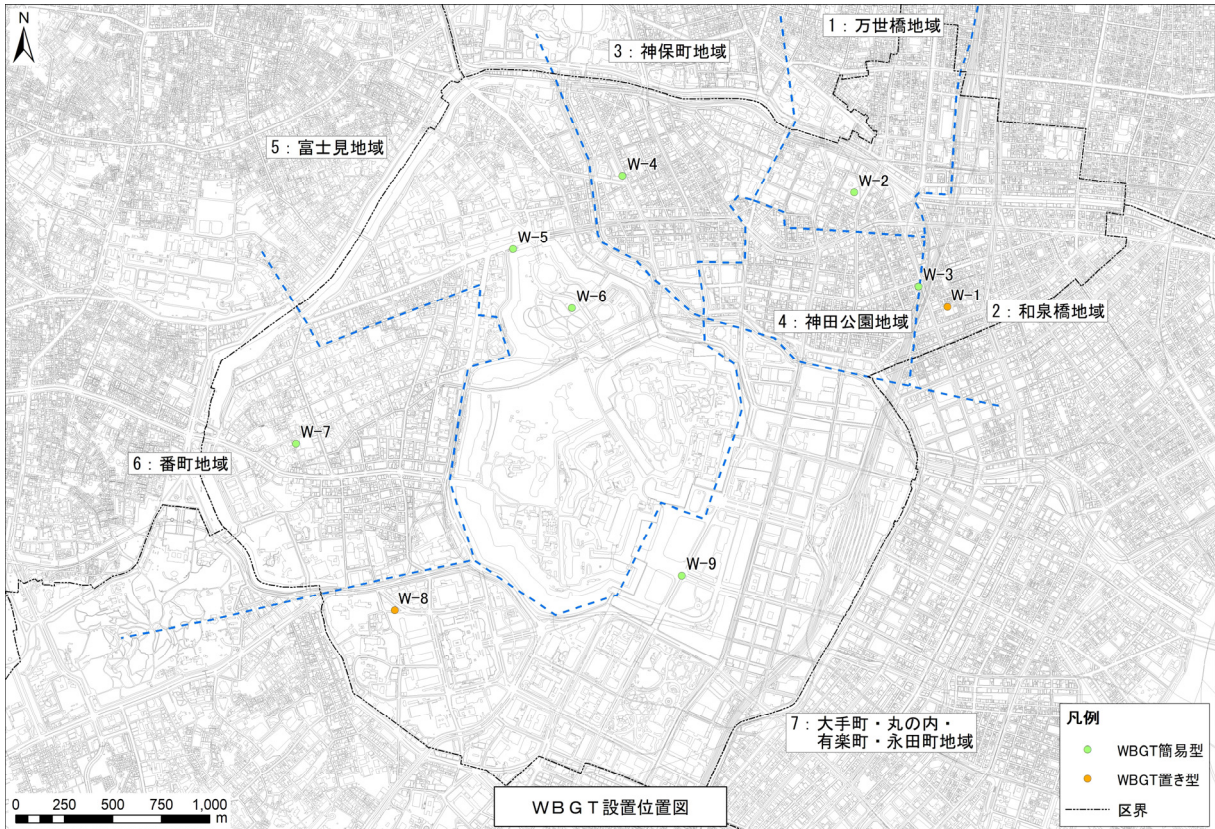 N
1：万世橋地域
3：神保町地域
5：富士見地域
W-4
W-2
W-5
W-3
W-6
W-1
2：和泉橋地域
4：神田公園地域
W-7
6：番町地域
W-9
W-8
7：大手町・丸の内・
有楽町・永田町地域
凡例
WBGT簡易型
WBGT置き型
区界
0 250 500 750 1,000
m
ＷＢＧＴ設置位置図